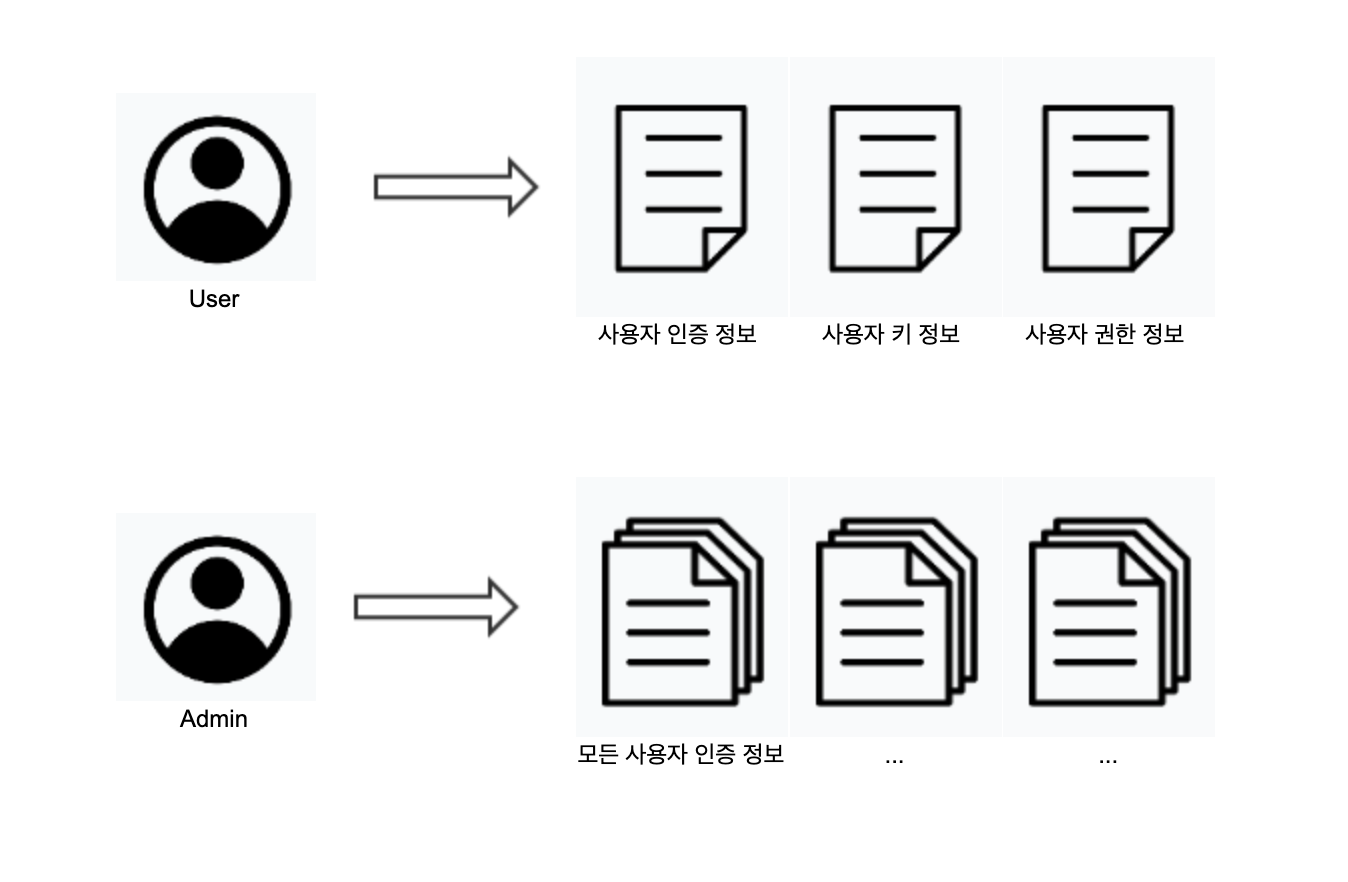 User
사용자 인증 정보
사용자 키 정보
사용자 권한 정보
Admin
모든 사용자 인증 정보
...
...